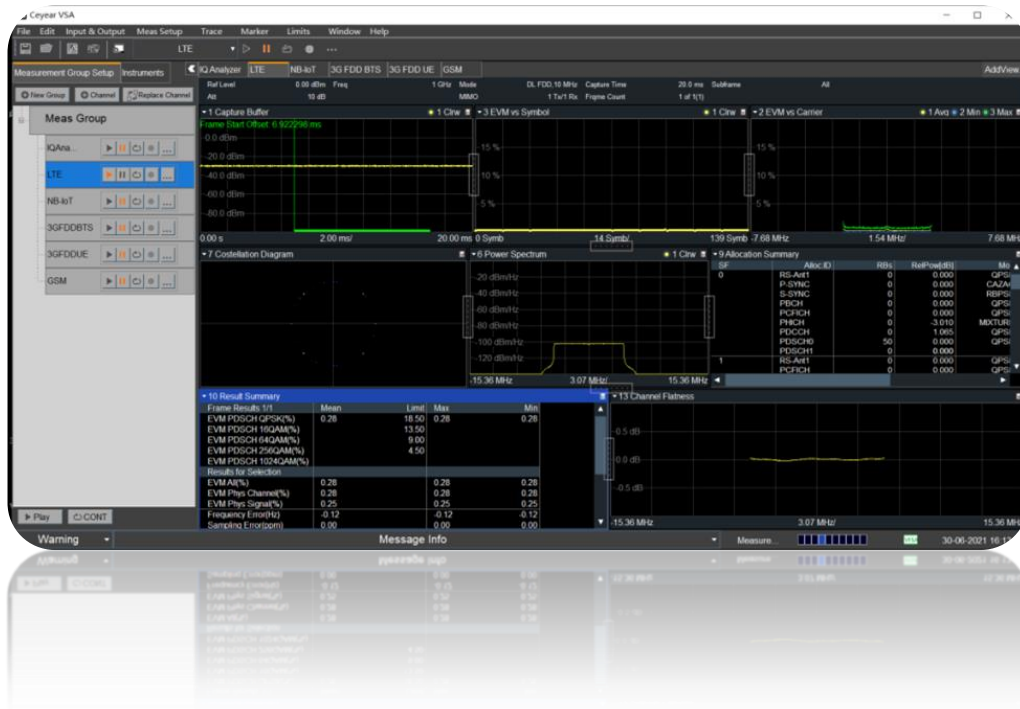 Ceyear VSA
File Edit Input & Output Meas Setup Trace Marker Limits Window Help
LTE
Measurement Group Setup Instruments
IQ Analyzer LTE NB-IoT 3G FDD BTS 3G FDD UE GSM AddView
New Group Channel Replace Channel
Ref Level 0.00 dBm Freq 1 GHz Mode DL FDD,10 MHz Capture Time 20.0 ms Subframe All
Att 10 dB MIMO 1 Tx/1 Rx Frame Count 1 of 1(1)
Meas Group
IQAna...
LTE
NB-IoT
3GFDDBTS
3GFDDUE
GSM
1 Capture Buffer 1 Clrw
Frame Start Offset: 6.922298 ms
0.0 dBm
-20.0 dBm
-40.0 dBm
-60.0 dBm
-80.0 dBm
0.00 s 2.00 ms/ 20.00 ms
3 EVM vs Symbol 1 Clrw
15 %
10 %
5 %
0 Symb 14 Symb/ 139 Symb
2 EVM vs Carrier 1 Avg 2 Min 3 Max
15 %
10 %
5 %
-7.68 MHz 1.54 MHz/ 7.68 MH
7 Costellation Diagram
6 Power Spectrum 1 Clrw
-20 dBm/Hz
-40 dBm/Hz
-60 dBm/Hz
-80 dBm/Hz
-100 dBm/Hz
-120 dBm/Hz
-15.36 MHz 3.07 MHz/ 15.36 MHz
9 Allocation Summary
SF Alloc.ID RBs RelPow[dB] Mo
0 RS-Ant1 0 0.000 QPS
P-SYNC 0 0.000 CAZA
S-SYNC 0 0.000 RBPS
PBCH 0 0.000 QPS
PCFICH 0 0.000 QPS
PHICH 0 -3.010 MIXTUR
PDCCH 0 1.065 QPS
PDSCH0 50 0.000 QPS
PDSCH1 0 0.000
1 RS-Ant1 0 0.000 QPS
PCFICH 0 0.000 QPS
10 Result Summary
Frame Results 1/1 Mean Limit Max Min
EVM PDSCH QPSK(%) 0.28 18.50 0.28 0.28
EVM PDSCH 16QAM(%) 13.50
EVM PDSCH 64QAM(%) 9.00
EVM PDSCH 256QAM(%) 4.50
EVM PDSCH 1024QAM(%)
Results for Selection
EVM All(%) 0.28 0.28 0.28
EVM Phys Channel(%) 0.28 0.28 0.28
EVM Phys Signal(%) 0.25 0.25 0.25
Frequency Error(Hz) -0.12 -0.12 -0.12
Sampling Error(ppm) 0.00 0.00 0.00
13 Channel Flatness
0.5 dB
0.0 dB
-0.5 dB
-15.36 MHz 3.07 MHz/ 15.36 MH
Play CONT
Warning Message Info Measure... 30-06-2021 16:1